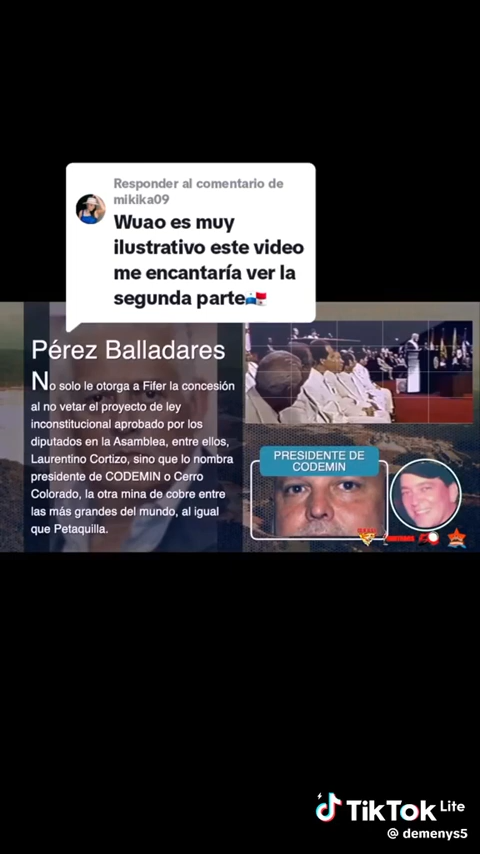 Responder al comentario de
mikika09
Wuao es muy
ilustrativo este video
me encantaría ver la
segunda parte🇵🇦
Pérez Balladares
No solo le otorga a Fifer la concesión
al no vetar el proyecto de ley
inconstitucional aprobado por los
diputados en la Asamblea, entre ellos,
Laurentino Cortizo, sino que lo nombra
presidente de CODEMIN o Cerro
Colorado, la otra mina de cobre entre
las más grandes del mundo, al igual
que Petaquilla.
PRESIDENTE DE
CODEMIN
TikTok Lite
@ demenys5